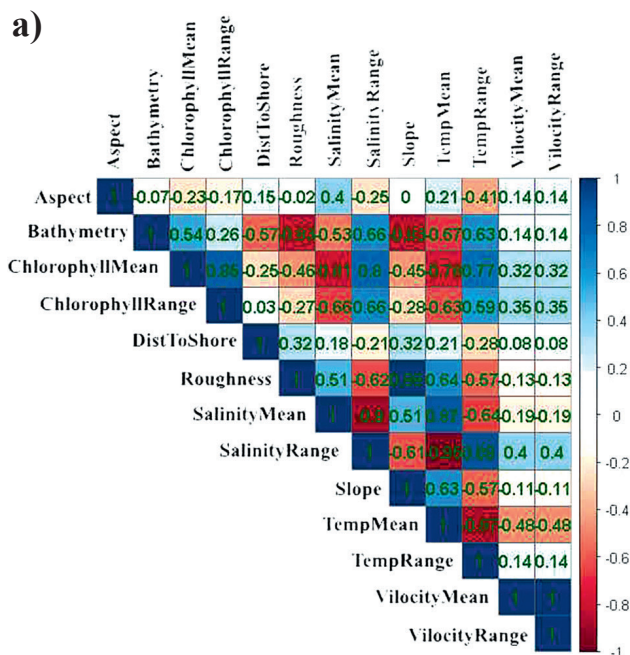 a)
Aspect
Bathymetry
ChlorophyllMean
ChlorophyllRange
DistToShore
Roughness
SalinityMean
SalinityRange
Slope
TempMean
TempRange
VilocityMean
VilocityRange
Aspect 1 -0.07 -0.23 -0.17 0.15 -0.02 0.4 -0.25 0 0.21 -0.41 0.14 0.14
Bathymetry 1 0.54 0.26 -0.57 -0.53 0.66 -0.67 0.63 0.14 0.14
ChlorophyllMean 1 -0.25 -0.46 0.8 -0.45 0.77 0.32 0.32
ChlorophyllRange 1 0.03 -0.27 -0.66 0.66 -0.28 -0.63 0.59 0.35 0.35
DistToShore 1 0.32 0.18 -0.21 0.32 0.21 -0.28 0.08 0.08
Roughness 1 0.51 -0.62 0.64 -0.57 -0.13 -0.13
SalinityMean 1 0.51 -0.64 -0.19 -0.19
SalinityRange 1 -0.61 0.4 0.4
Slope 1 0.63 -0.57 -0.11 -0.11
TempMean 1 -0.48 -0.48
TempRange 1 0.14 0.14
VilocityMean 1 1
VilocityRange 1
1
0.8
0.6
0.4
0.2
0
-0.2
-0.4
-0.6
-0.8
-1